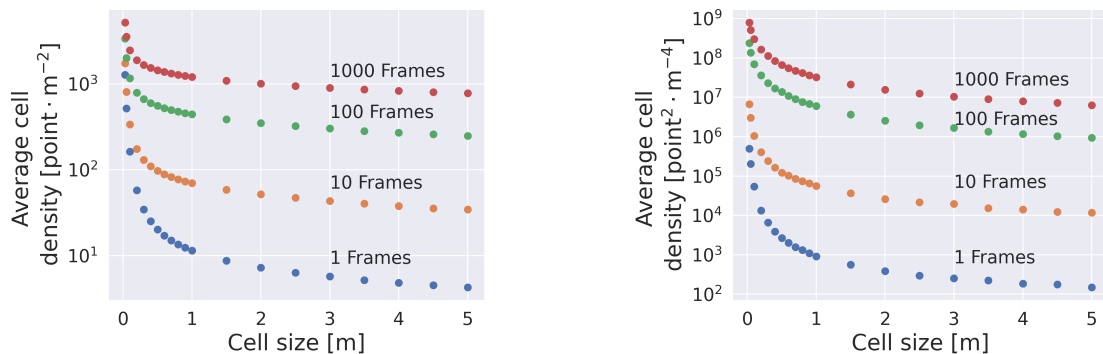 Average cell
density [point · m⁻²]
10³
10²
10¹
1000 Frames
100 Frames
10 Frames
1 Frames
0 1 2 3 4 5
Cell size [m]
Average cell
density [point² · m⁻⁴]
10⁹
10⁸
10⁷
10⁶
10⁵
10⁴
10³
10²
1000 Frames
100 Frames
10 Frames
1 Frames
0 1 2 3 4 5
Cell size [m]